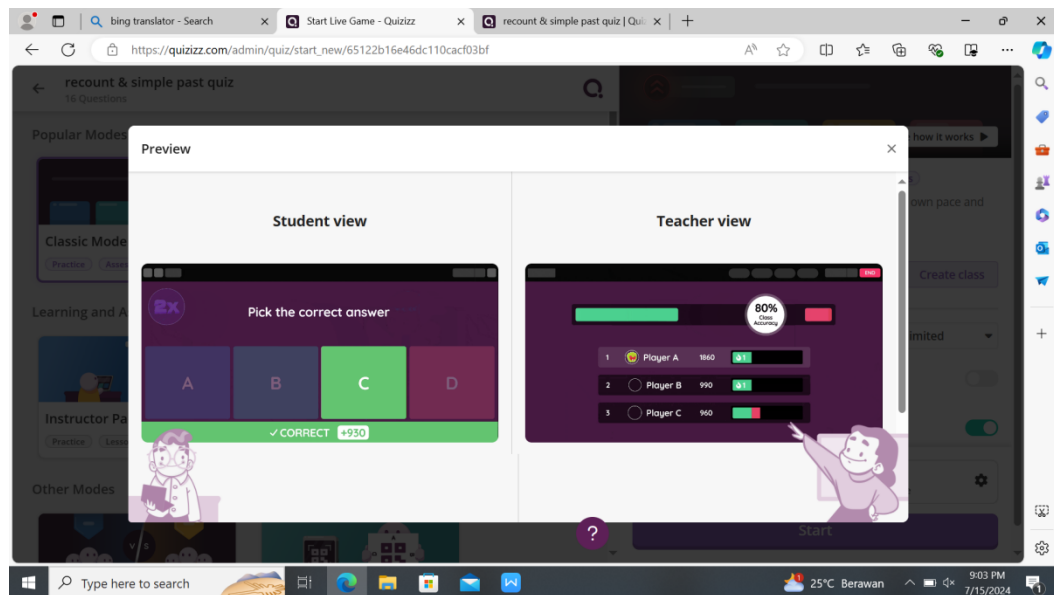 bing translator - Search
Start Live Game - Quizizz
recount & simple past quiz | Qui
https://quizizz.com/admin/quiz/start_new/65122b16e46dc110cacf03bf
recount & simple past quiz
16 Questions
Popular Modes
how it works
Preview
own pace and
Student view
Teacher view
Classic Mode
Practice
Create class
END
2x
Pick the correct answer
80%
Class
Accuracy
Learning and A
imited
1 Player A 1860 1
2 Player B 990 1
3 Player C 960
A B C D
Instructor Pa
Practice
✓ CORRECT +930
Other Modes
V S
?
Start
Type here to search
25°C Berawan
9:03 PM
7/15/2024
1